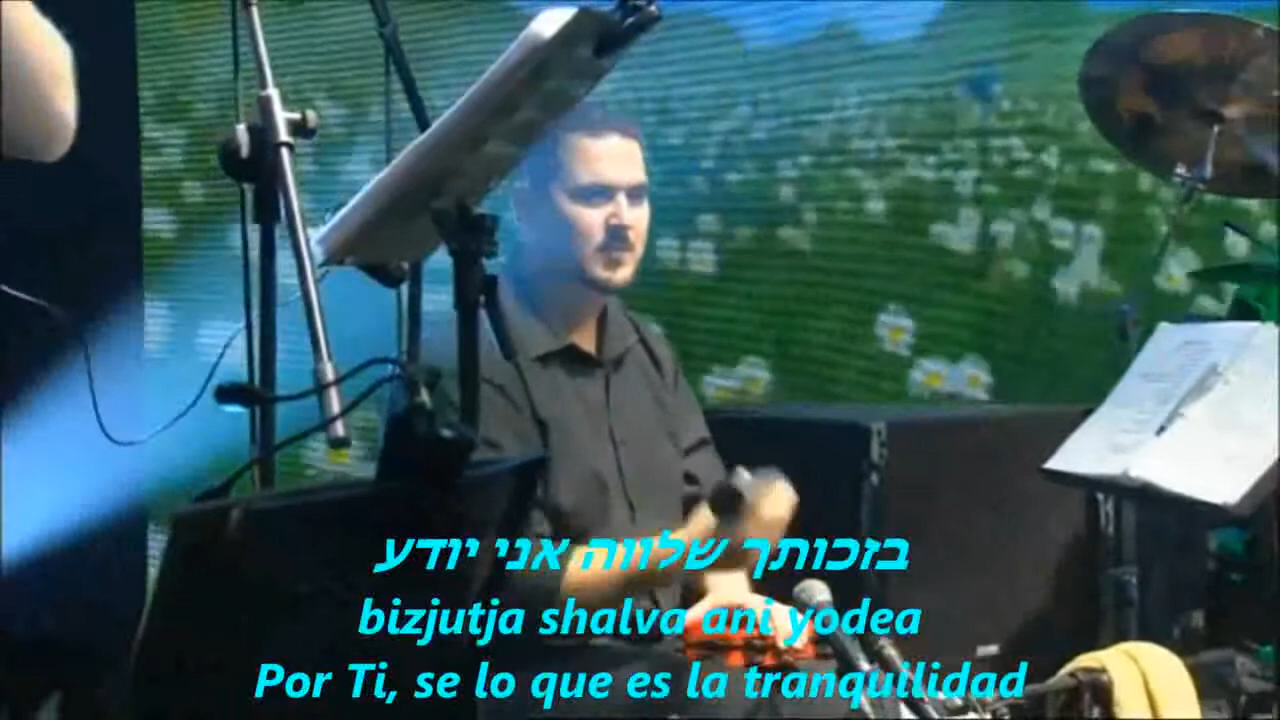 בזכותך שלווה אני יודע
bizjutja shalva ani yodea
Por Ti, se lo que es la tranquilidad